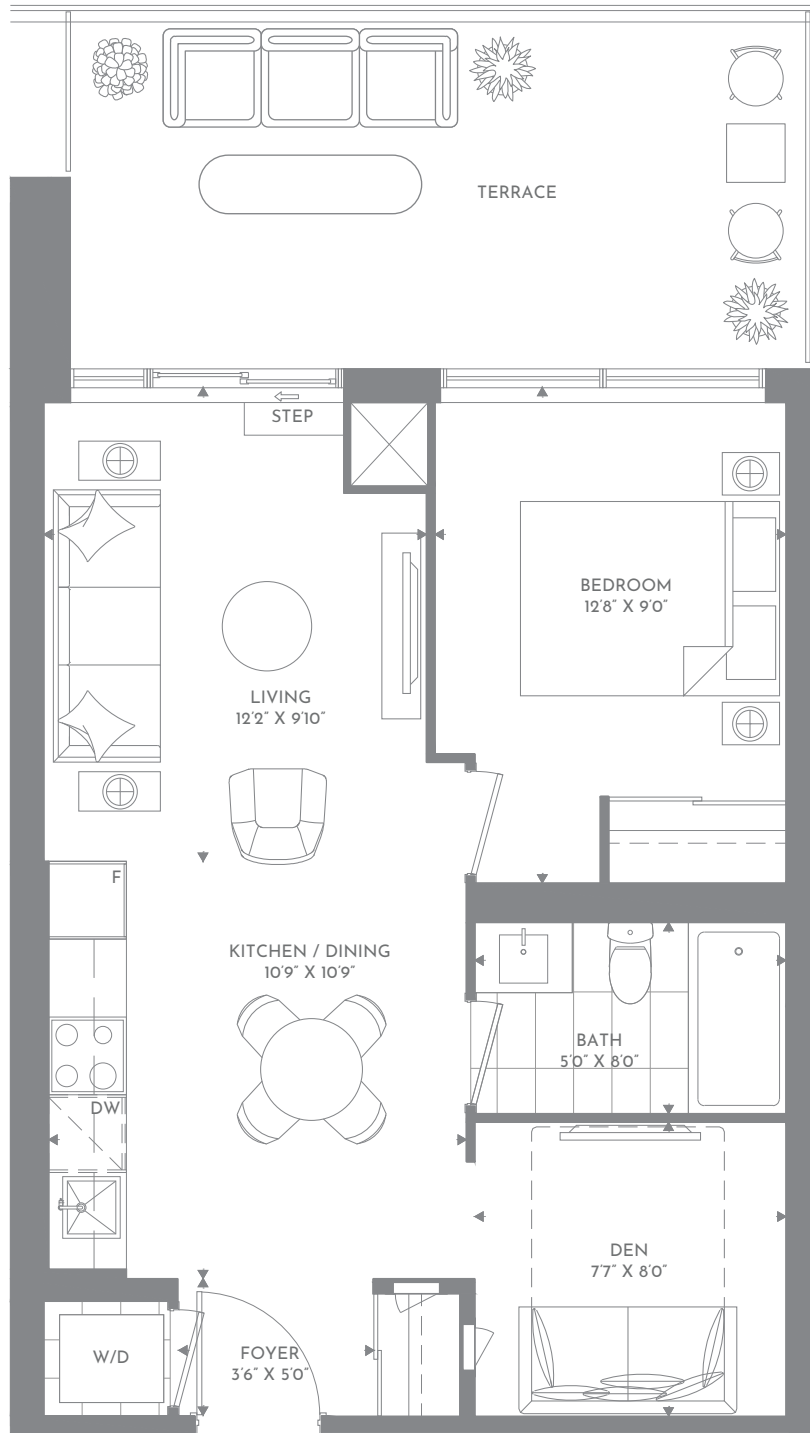 TERRACE
STEP
BEDROOM
12'8" X 9'0"
LIVING
12'2" X 9'10"
F
KITCHEN / DINING
10'9" X 10'9"
BATH
5'0" X 8'0"
DW
DEN
7'7" X 8'0"
W/D
FOYER
3'6" X 5'0"